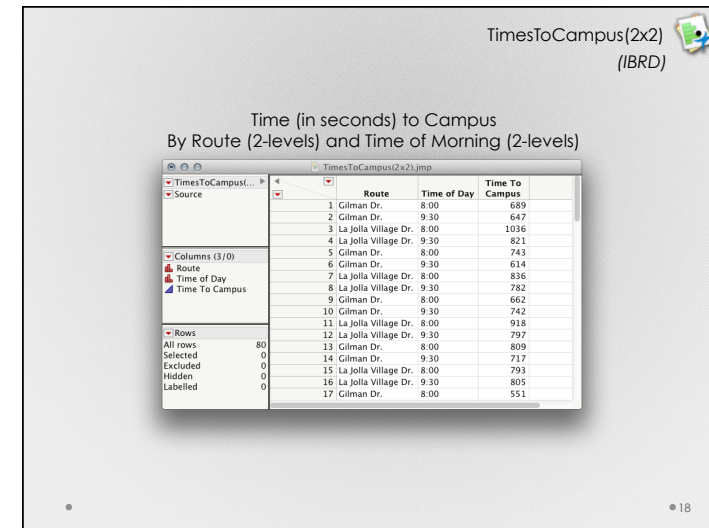 TimesToCampus(2x2)
(IBRD)
Time (in seconds) to Campus
By Route (2-levels) and Time of Morning (2-levels)
TimesToCampus(2x2).jmp
TimesToCampus(...
Source
Columns (3/0)
Route
Time of Day
Time To Campus
Rows
All rows 80
Selected 0
Excluded 0
Hidden 0
Labelled 0
Route Time of Day Time To Campus
1 Gilman Dr. 8:00 689
2 Gilman Dr. 9:30 647
3 La Jolla Village Dr. 8:00 1036
4 La Jolla Village Dr. 9:30 821
5 Gilman Dr. 8:00 743
6 Gilman Dr. 9:30 614
7 La Jolla Village Dr. 8:00 836
8 La Jolla Village Dr. 9:30 782
9 Gilman Dr. 8:00 662
10 Gilman Dr. 9:30 742
11 La Jolla Village Dr. 8:00 918
12 La Jolla Village Dr. 9:30 797
13 Gilman Dr. 8:00 809
14 Gilman Dr. 9:30 717
15 La Jolla Village Dr. 8:00 793
16 La Jolla Village Dr. 9:30 805
17 Gilman Dr. 8:00 551
18